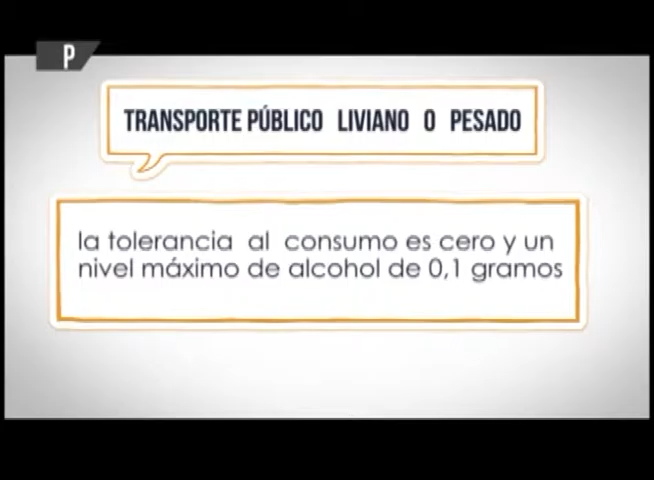 P
TRANSPORTE PÚBLICO LIVIANO O PESADO
la tolerancia al consumo es cero y un
nivel máximo de alcohol de 0,1 gramos